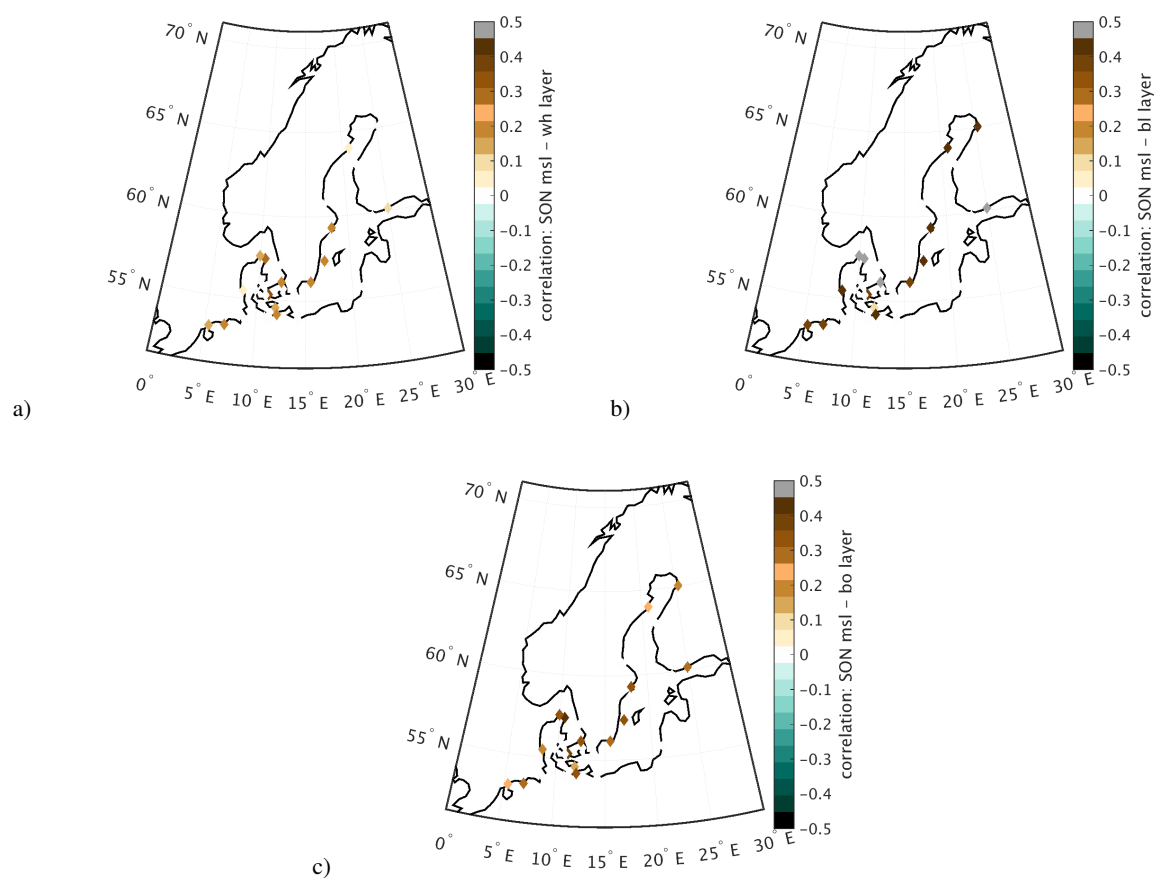 70° N
65° N
60° N
55° N
0°
5° E
10° E
15° E
20° E
25° E
30° E
0.5
0.4
0.3
0.2
0.1
0
−0.1
−0.2
−0.3
−0.4
−0.5
correlation: SON msl − wh layer
a)
70° N
65° N
60° N
55° N
0°
5° E
10° E
15° E
20° E
25° E
30° E
0.5
0.4
0.3
0.2
0.1
0
−0.1
−0.2
−0.3
−0.4
−0.5
correlation: SON msl − bl layer
b)
70° N
65° N
60° N
55° N
0°
5° E
10° E
15° E
20° E
25° E
30° E
0.5
0.4
0.3
0.2
0.1
0
−0.1
−0.2
−0.3
−0.4
−0.5
correlation: SON msl − bo layer
c)